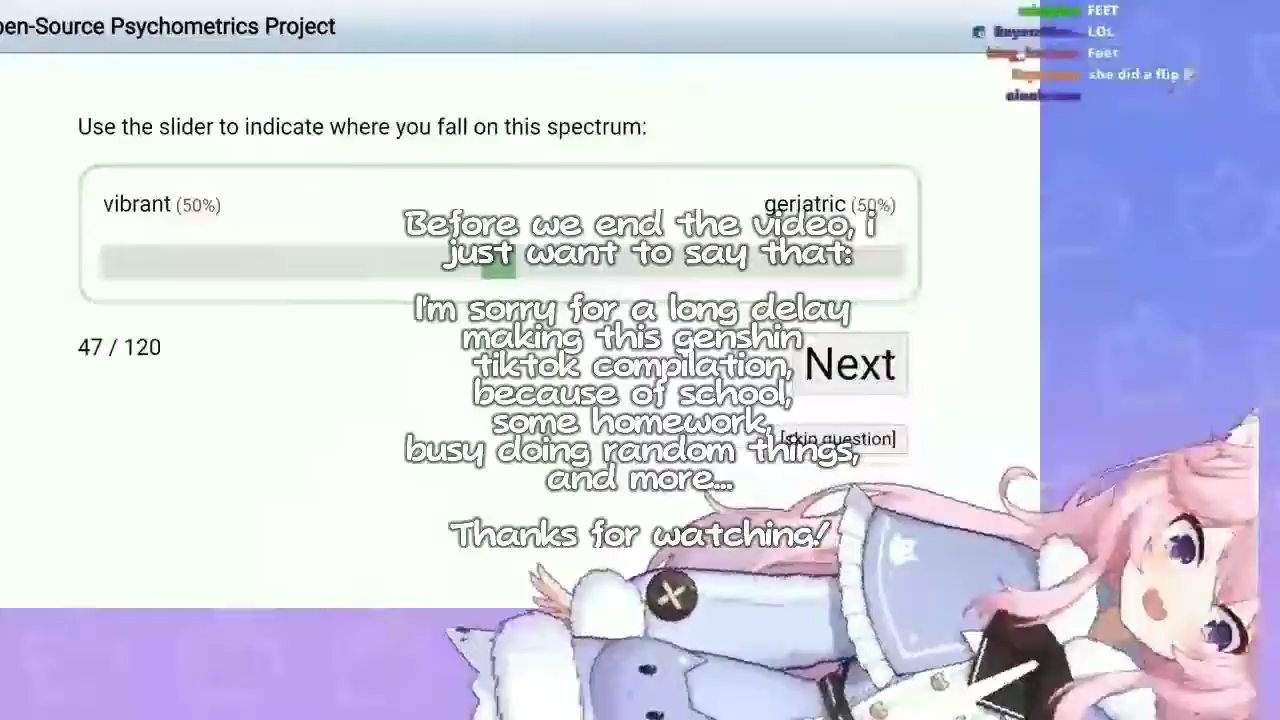 pen-Source Psychometrics Project
FEET
LOL
Feet
she did a flip
Use the slider to indicate where you fall on this spectrum:
vibrant (50%)
geriatric (50%)
47 / 120
Next
[skip question]
Before we end the video, i
just want to say that:
I'm sorry for a long delay
making this genshin
tiktok compilation,
because of school,
some homework,
busy doing random things,
and more...
Thanks for watching!